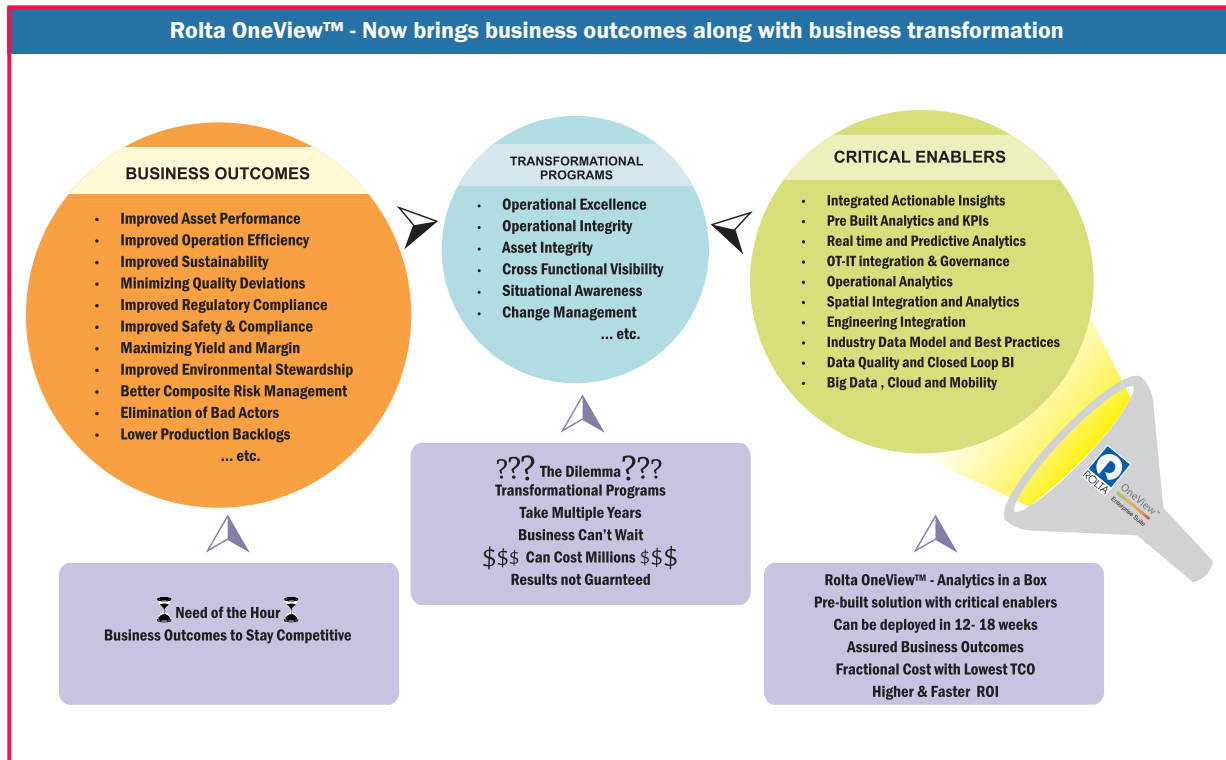 Rolta OneView™ - Now brings business outcomes along with business transformation
BUSINESS OUTCOMES
• Improved Asset Performance
• Improved Operation Efficiency
• Improved Sustainability
• Minimizing Quality Deviations
• Improved Regulatory Compliance
• Improved Safety & Compliance
• Maximizing Yield and Margin
• Improved Environmental Stewardship
• Better Composite Risk Management
• Elimination of Bad Actors
• Lower Production Backlogs
... etc.
Need of the Hour
Business Outcomes to Stay Competitive
TRANSFORMATIONAL
PROGRAMS
• Operational Excellence
• Operational Integrity
• Asset Integrity
• Cross Functional Visibility
• Situational Awareness
• Change Management
... etc.
??? The Dilemma ???
Transformational Programs
Take Multiple Years
Business Can't Wait
$$$ Can Cost Millions $$$
Results not Guarnteed
CRITICAL ENABLERS
• Integrated Actionable Insights
• Pre Built Analytics and KPIs
• Real time and Predictive Analytics
• OT-IT integration & Governance
• Operational Analytics
• Spatial Integration and Analytics
• Engineering Integration
• Industry Data Model and Best Practices
• Data Quality and Closed Loop BI
• Big Data , Cloud and Mobility
ROLTA
OneView™
Enterprise Suite
Rolta OneView™ - Analytics in a Box
Pre-built solution with critical enablers
Can be deployed in 12- 18 weeks
Assured Business Outcomes
Fractional Cost with Lowest TCO
Higher & Faster ROI